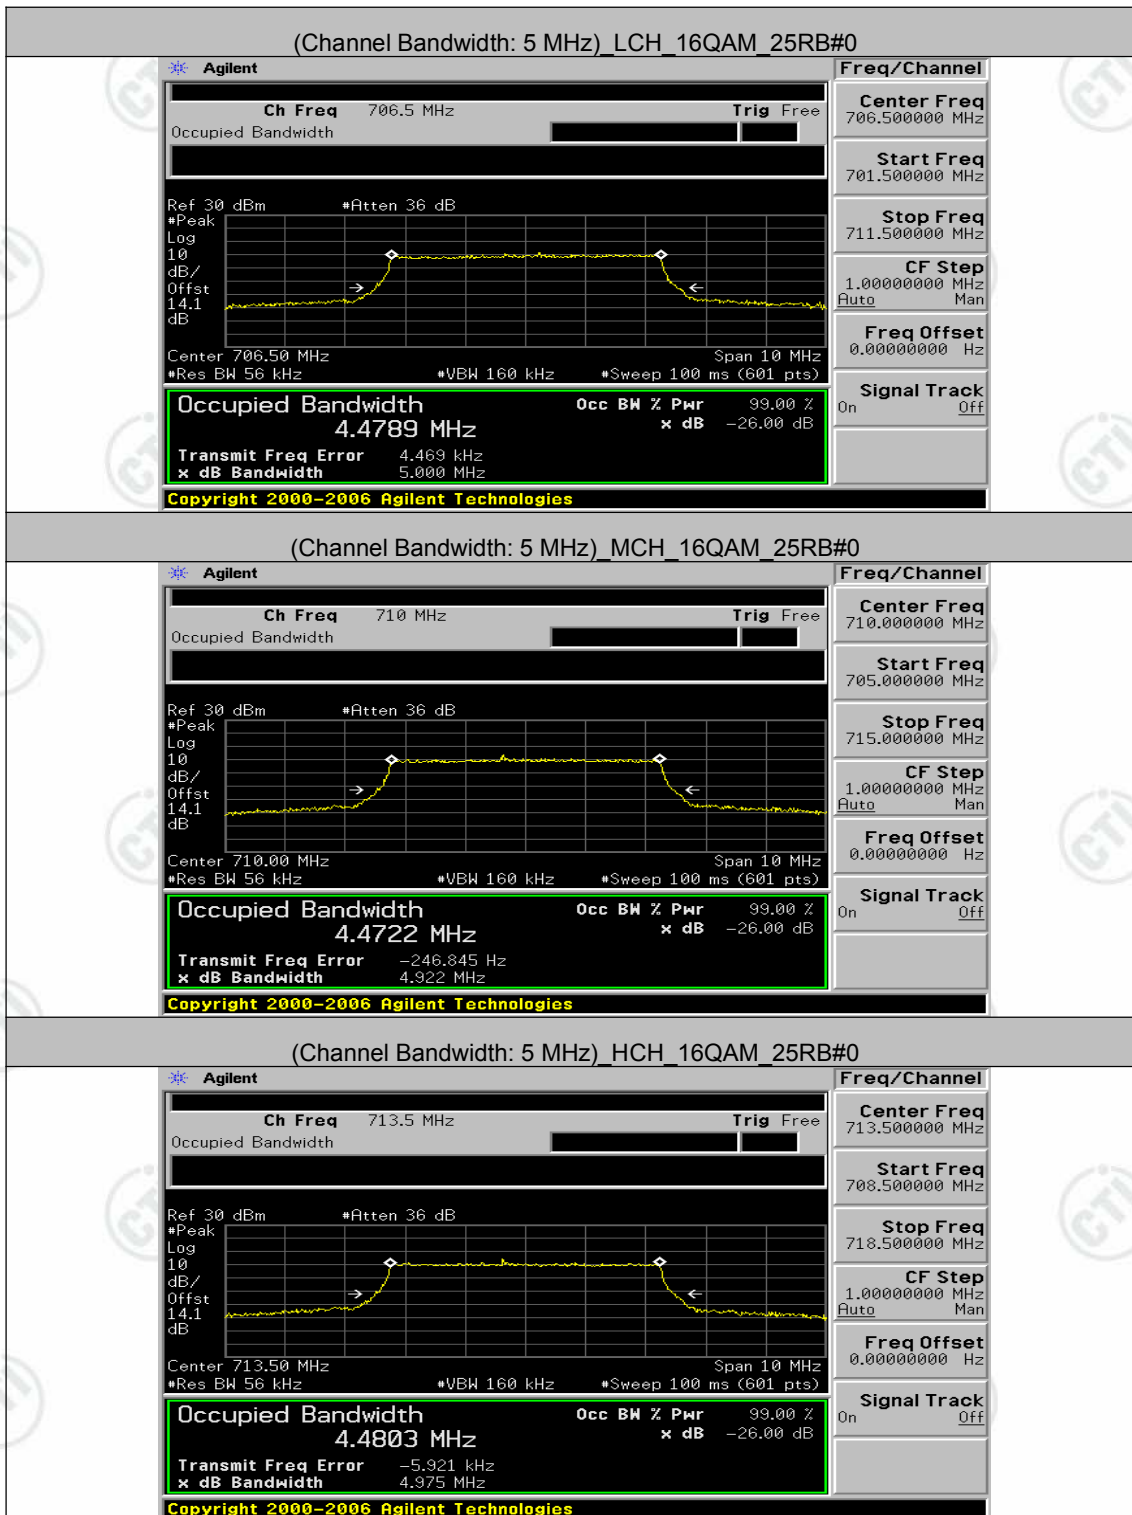 (Channel Bandwidth: 5 MHz)_LCH_16QAM_25RB#0
Agilent
Freq/Channel
Ch Freq 706.5 MHz Trig Free
Occupied Bandwidth
Center Freq
706.500000 MHz
Start Freq
701.500000 MHz
Stop Freq
711.500000 MHz
CF Step
1.00000000 MHz
Auto Man
Freq Offset
0.00000000 Hz
Signal Track
On Off
Ref 30 dBm #Atten 36 dB
#Peak
Log
10
dB/
Offst
14.1
dB
Center 706.50 MHz Span 10 MHz
#Res BW 56 kHz #VBW 160 kHz #Sweep 100 ms (601 pts)
Occupied Bandwidth Occ BW % Pwr 99.00 %
4.4789 MHz x dB -26.00 dB
Transmit Freq Error 4.469 kHz
x dB Bandwidth 5.000 MHz
Copyright 2000-2006 Agilent Technologies
(Channel Bandwidth: 5 MHz)_MCH_16QAM_25RB#0
Agilent
Freq/Channel
Ch Freq 710 MHz Trig Free
Occupied Bandwidth
Center Freq
710.000000 MHz
Start Freq
705.000000 MHz
Stop Freq
715.000000 MHz
CF Step
1.00000000 MHz
Auto Man
Freq Offset
0.00000000 Hz
Signal Track
On Off
Ref 30 dBm #Atten 36 dB
#Peak
Log
10
dB/
Offst
14.1
dB
Center 710.00 MHz Span 10 MHz
#Res BW 56 kHz #VBW 160 kHz #Sweep 100 ms (601 pts)
Occupied Bandwidth Occ BW % Pwr 99.00 %
4.4722 MHz x dB -26.00 dB
Transmit Freq Error -246.845 Hz
x dB Bandwidth 4.922 MHz
Copyright 2000-2006 Agilent Technologies
(Channel Bandwidth: 5 MHz)_HCH_16QAM_25RB#0
Agilent
Freq/Channel
Ch Freq 713.5 MHz Trig Free
Occupied Bandwidth
Center Freq
713.500000 MHz
Start Freq
708.500000 MHz
Stop Freq
718.500000 MHz
CF Step
1.00000000 MHz
Auto Man
Freq Offset
0.00000000 Hz
Signal Track
On Off
Ref 30 dBm #Atten 36 dB
#Peak
Log
10
dB/
Offst
14.1
dB
Center 713.50 MHz Span 10 MHz
#Res BW 56 kHz #VBW 160 kHz #Sweep 100 ms (601 pts)
Occupied Bandwidth Occ BW % Pwr 99.00 %
4.4803 MHz x dB -26.00 dB
Transmit Freq Error -5.921 kHz
x dB Bandwidth 4.975 MHz
Copyright 2000-2006 Agilent Technologies
CTI
CTI
CTI
CTI
CTI
CTI
CTI
CTI